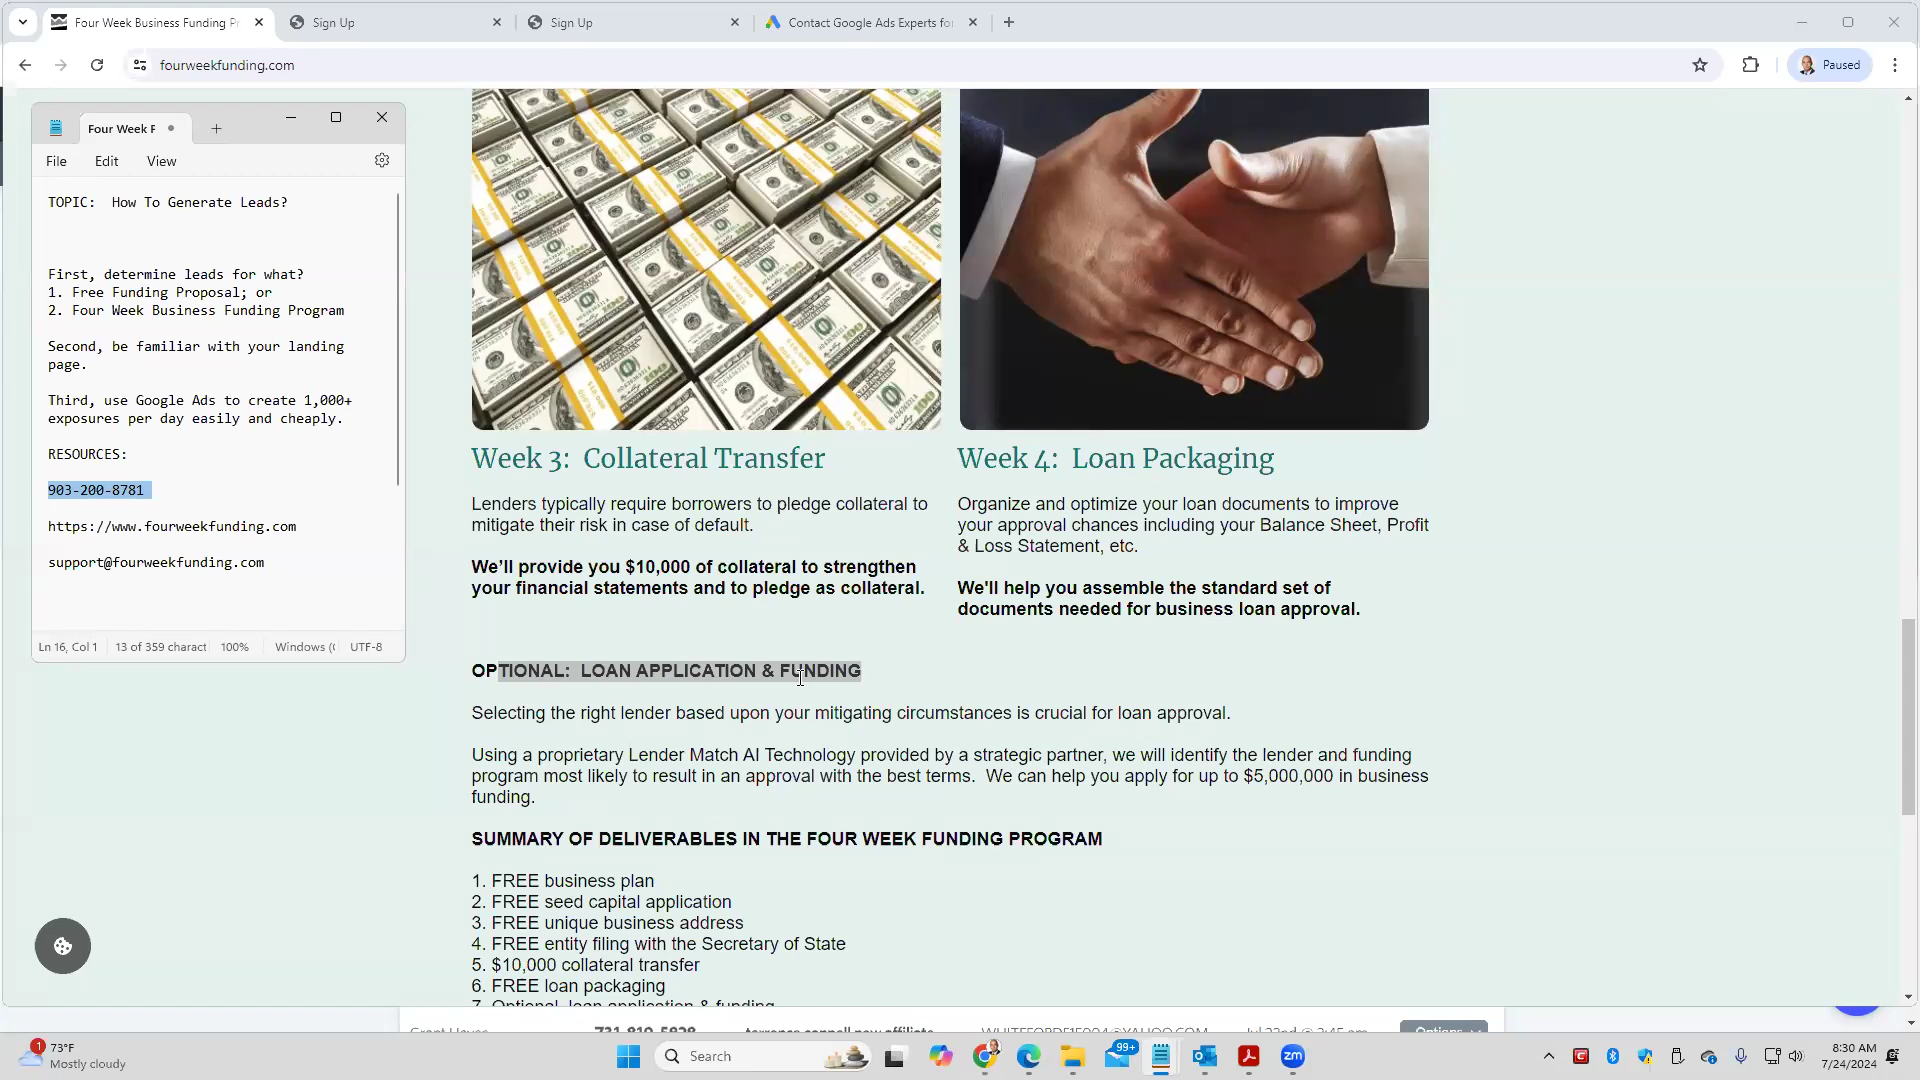 Four Week Business Funding Pr
Sign Up
Sign Up
Contact Google Ads Experts for
fourweekfunding.com
Paused
Four Week F
File
Edit
View
TOPIC:  How To Generate Leads?
First, determine leads for what?
1. Free Funding Proposal; or
2. Four Week Business Funding Program
Second, be familiar with your landing
page.
Third, use Google Ads to create 1,000+
exposures per day easily and cheaply.
RESOURCES:
903-200-8781
https://www.fourweekfunding.com
support@fourweekfunding.com
Ln 16, Col 1
13 of 359 charact
100%
Windows (
UTF-8
Week 3:  Collateral Transfer
Lenders typically require borrowers to pledge collateral to
mitigate their risk in case of default.
We’ll provide you $10,000 of collateral to strengthen
your financial statements and to pledge as collateral.
Week 4:  Loan Packaging
Organize and optimize your loan documents to improve
your approval chances including your Balance Sheet, Profit
& Loss Statement, etc.
We'll help you assemble the standard set of
documents needed for business loan approval.
OPTIONAL:  LOAN APPLICATION & FUNDING
Selecting the right lender based upon your mitigating circumstances is crucial for loan approval.
Using a proprietary Lender Match AI Technology provided by a strategic partner, we will identify the lender and funding
program most likely to result in an approval with the best terms.  We can help you apply for up to $5,000,000 in business
funding.
SUMMARY OF DELIVERABLES IN THE FOUR WEEK FUNDING PROGRAM
1. FREE business plan
2. FREE seed capital application
3. FREE unique business address
4. FREE entity filing with the Secretary of State
5. $10,000 collateral transfer
6. FREE loan packaging
7. Optional loan application & funding
1
73°F
Mostly cloudy
Search
99+
zm
8:30 AM
7/24/2024